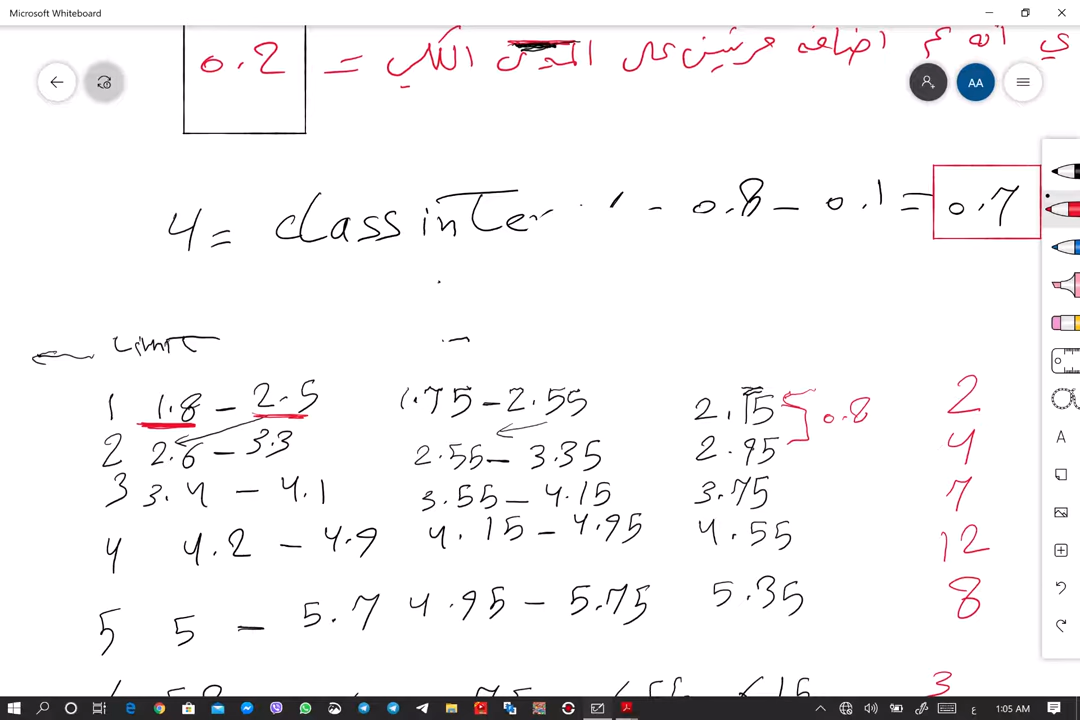 Microsoft Whiteboard
0.2 = الكلي على مرتين اضافة تم انه ي
AA
4 = class inter - 0.8 - 0.1 = 0.7
Limit
1 1.8 - 2.5 1.75 - 2.55 2.15 0.8 2
2 2.6 - 3.3 2.55 - 3.35 2.95 4
3 3.4 - 4.1 3.55 - 4.15 3.75 7
4 4.2 - 4.9 4.15 - 4.95 4.55 12
5 5 - 5.7 4.95 - 5.75 5.35 8
3
A
ع 1:05 AM